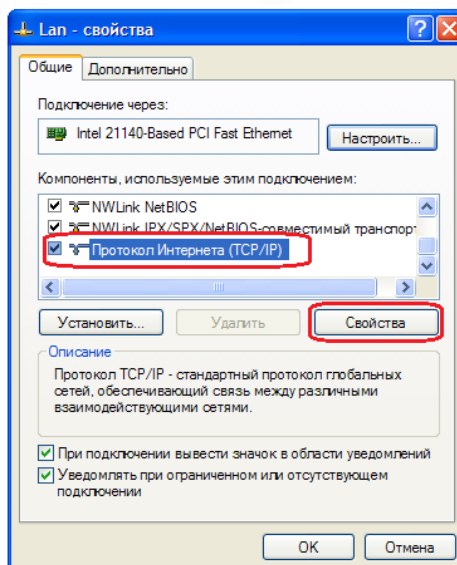 Lan - свойства
Общие
Дополнительно
Подключение через:
Intel 21140-Based PCI Fast Ethernet
Настроить...
Компоненты, используемые этим подключением:
NWLink NetBIOS
NWLink IPX/SPX/NetBIOS-совместимый транспор
Протокол Интернета (TCP/IP)
Установить...
Удалить
Свойства
Описание
Протокол TCP/IP - стандартный протокол глобальных
сетей, обеспечивающий связь между различными
взаимодействующими сетями.
При подключении вывести значок в области уведомлений
Уведомлять при ограниченном или отсутствующем
подключении
OK
Отмена